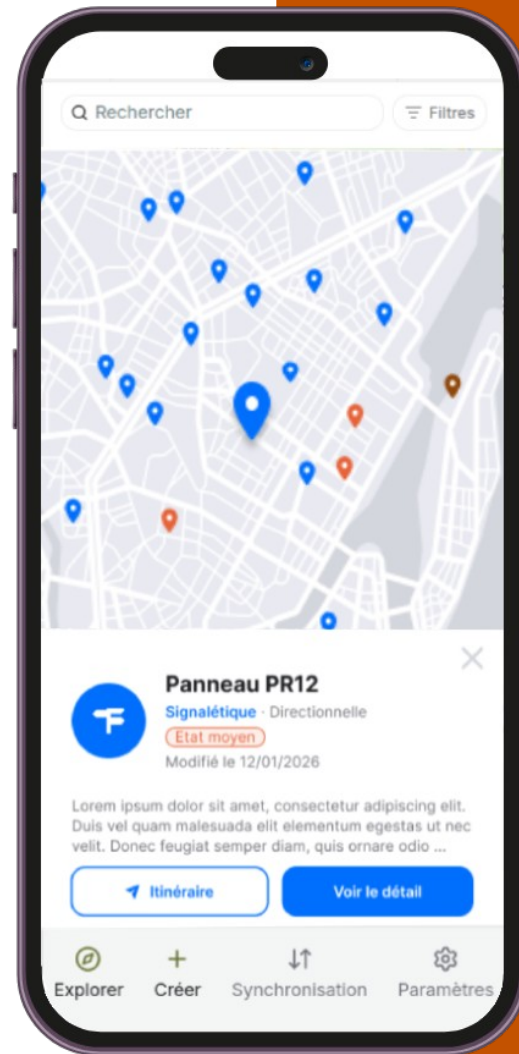 Rechercher
Filtres
Panneau PR12
Signalétique · Directionnelle
Etat moyen
Modifié le 12/01/2026
Lorem ipsum dolor sit amet, consectetur adipiscing elit.
Duis vel quam malesuada elit elementum egestas ut nec
velit. Donec feugiat semper diam, quis ornare odio ...
Itinéraire
Voir le détail
Explorer
Créer
Synchronisation
Paramètres